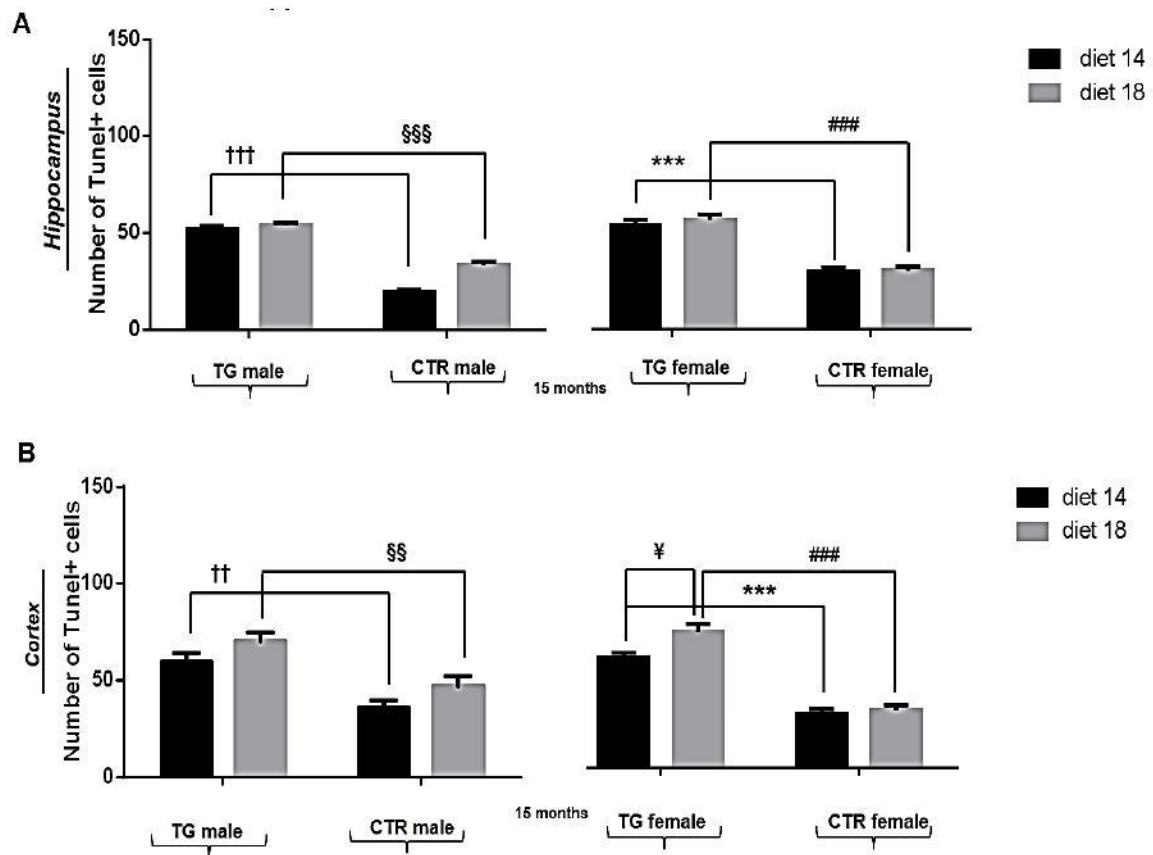 A
Hippocampus
Number of Tunel+ cells
150
100
50
0
†††
§§§
***
###
diet 14
diet 18
TG male
CTR male
15 months
TG female
CTR female
B
Cortex
Number of Tunel+ cells
150
100
50
0
††
§§
¥
***
###
diet 14
diet 18
TG male
CTR male
15 months
TG female
CTR female